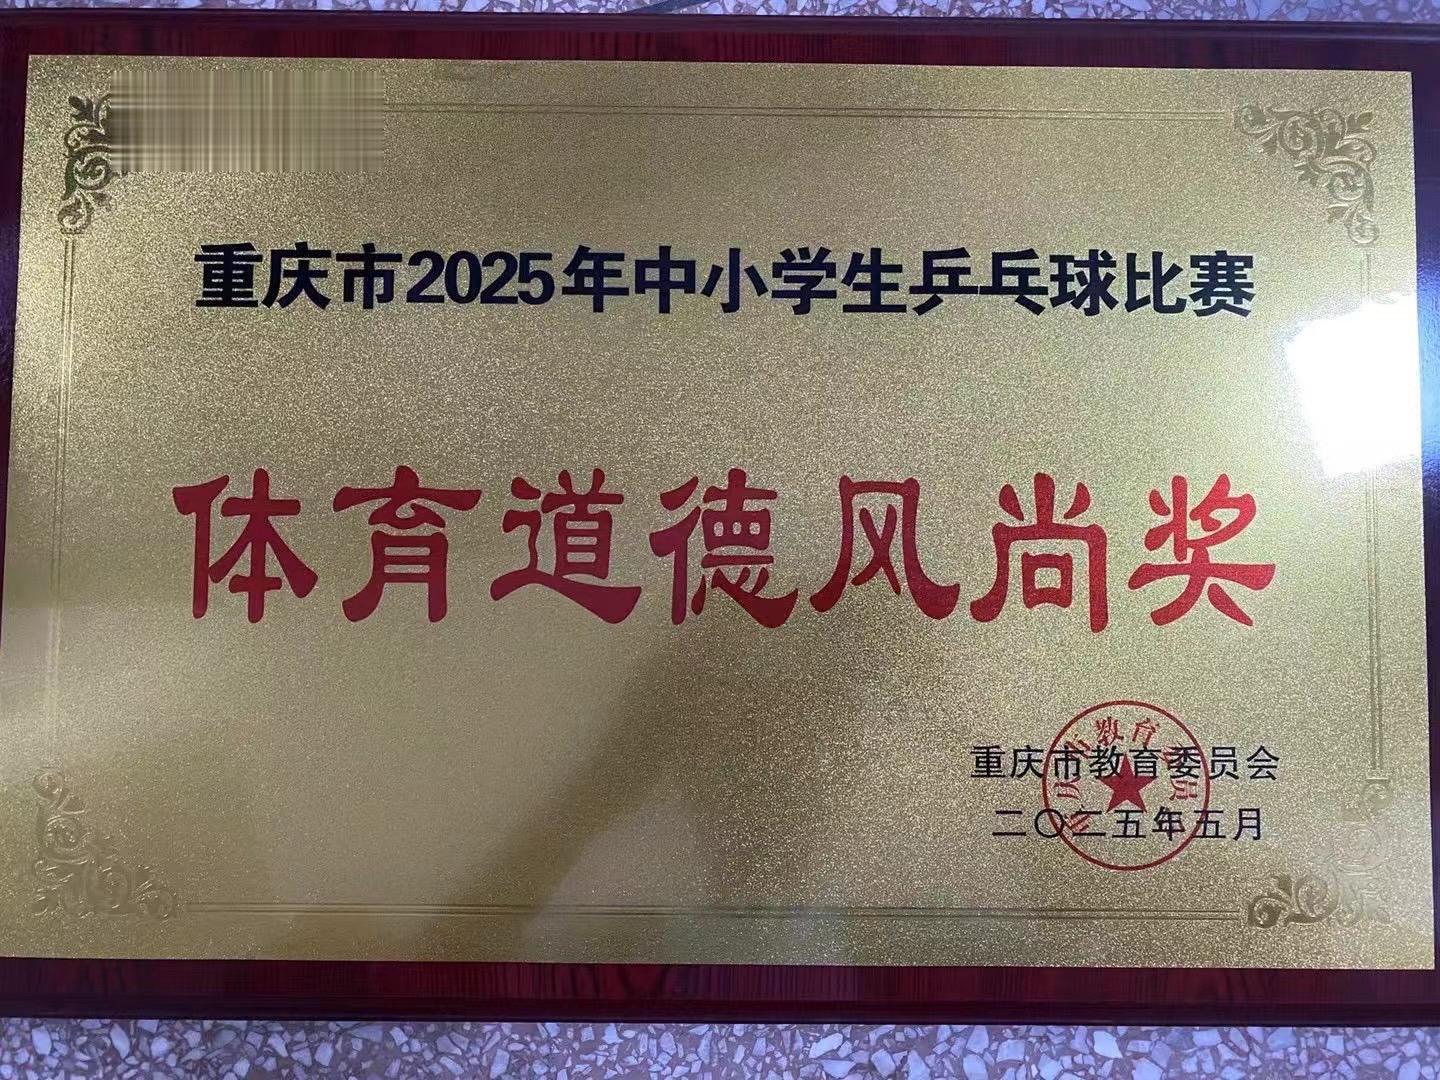 重庆市2025年中小学生乒乓球比赛
体育道德风尚奖
重庆市教育委员会
二〇二五年五月